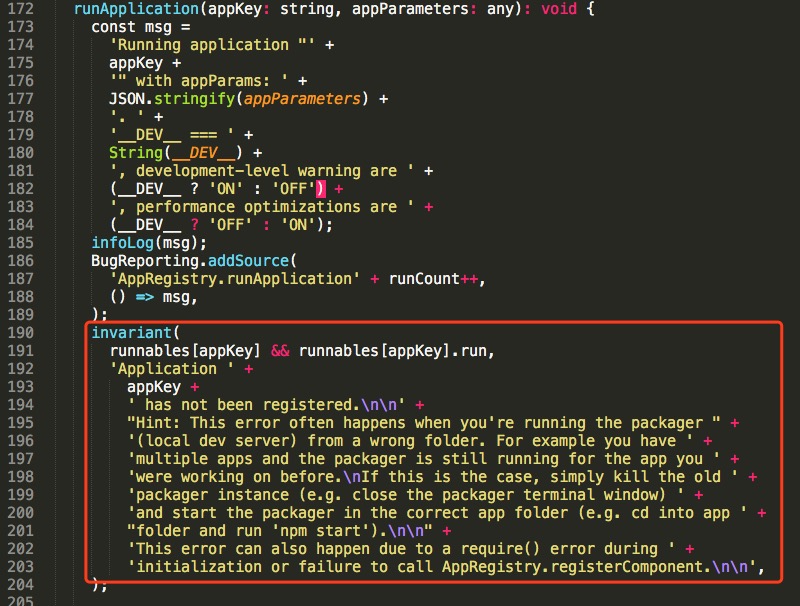 172 runApplication(appKey: string, appParameters: any): void {
173 const msg =
174 'Running application "' +
175 appKey +
176 '" with appParams: ' +
177 JSON.stringify(appParameters) +
178 '. ' +
179 '__DEV__ === ' +
180 String(__DEV__) +
181 ', development-level warning are ' +
182 (__DEV__ ? 'ON' : 'OFF') +
183 ', performance optimizations are ' +
184 (__DEV__ ? 'OFF' : 'ON');
185 infoLog(msg);
186 BugReporting.addSource(
187 'AppRegistry.runApplication' + runCount++,
188 () => msg,
189 );
190 invariant(
191 runnables[appKey] && runnables[appKey].run,
192 'Application ' +
193 appKey +
194 ' has not been registered.\n\n' +
195 "Hint: This error often happens when you're running the packager " +
196 '(local dev server) from a wrong folder. For example you have ' +
197 'multiple apps and the packager is still running for the app you ' +
198 'were working on before.\nIf this is the case, simply kill the old ' +
199 'packager instance (e.g. close the packager terminal window) ' +
200 'and start the packager in the correct app folder (e.g. cd into app ' +
201 "folder and run 'npm start').\n\n" +
202 'This error can also happen due to a require() error during ' +
203 'initialization or failure to call AppRegistry.registerComponent.\n\n',
204 );
205